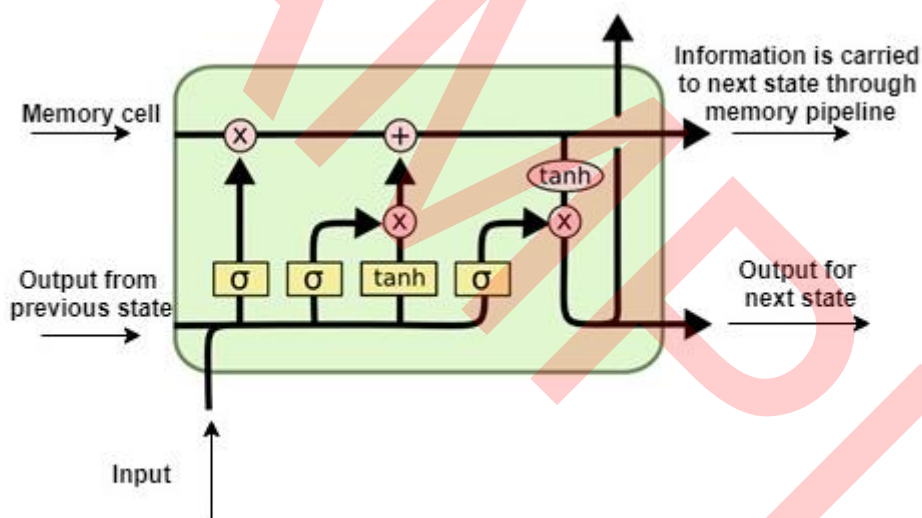 Information is carried
to next state through
memory pipeline
Memory cell
x
+
tanh
x
x
Output from
previous state
σ
σ
tanh
σ
Output for
next state
Input